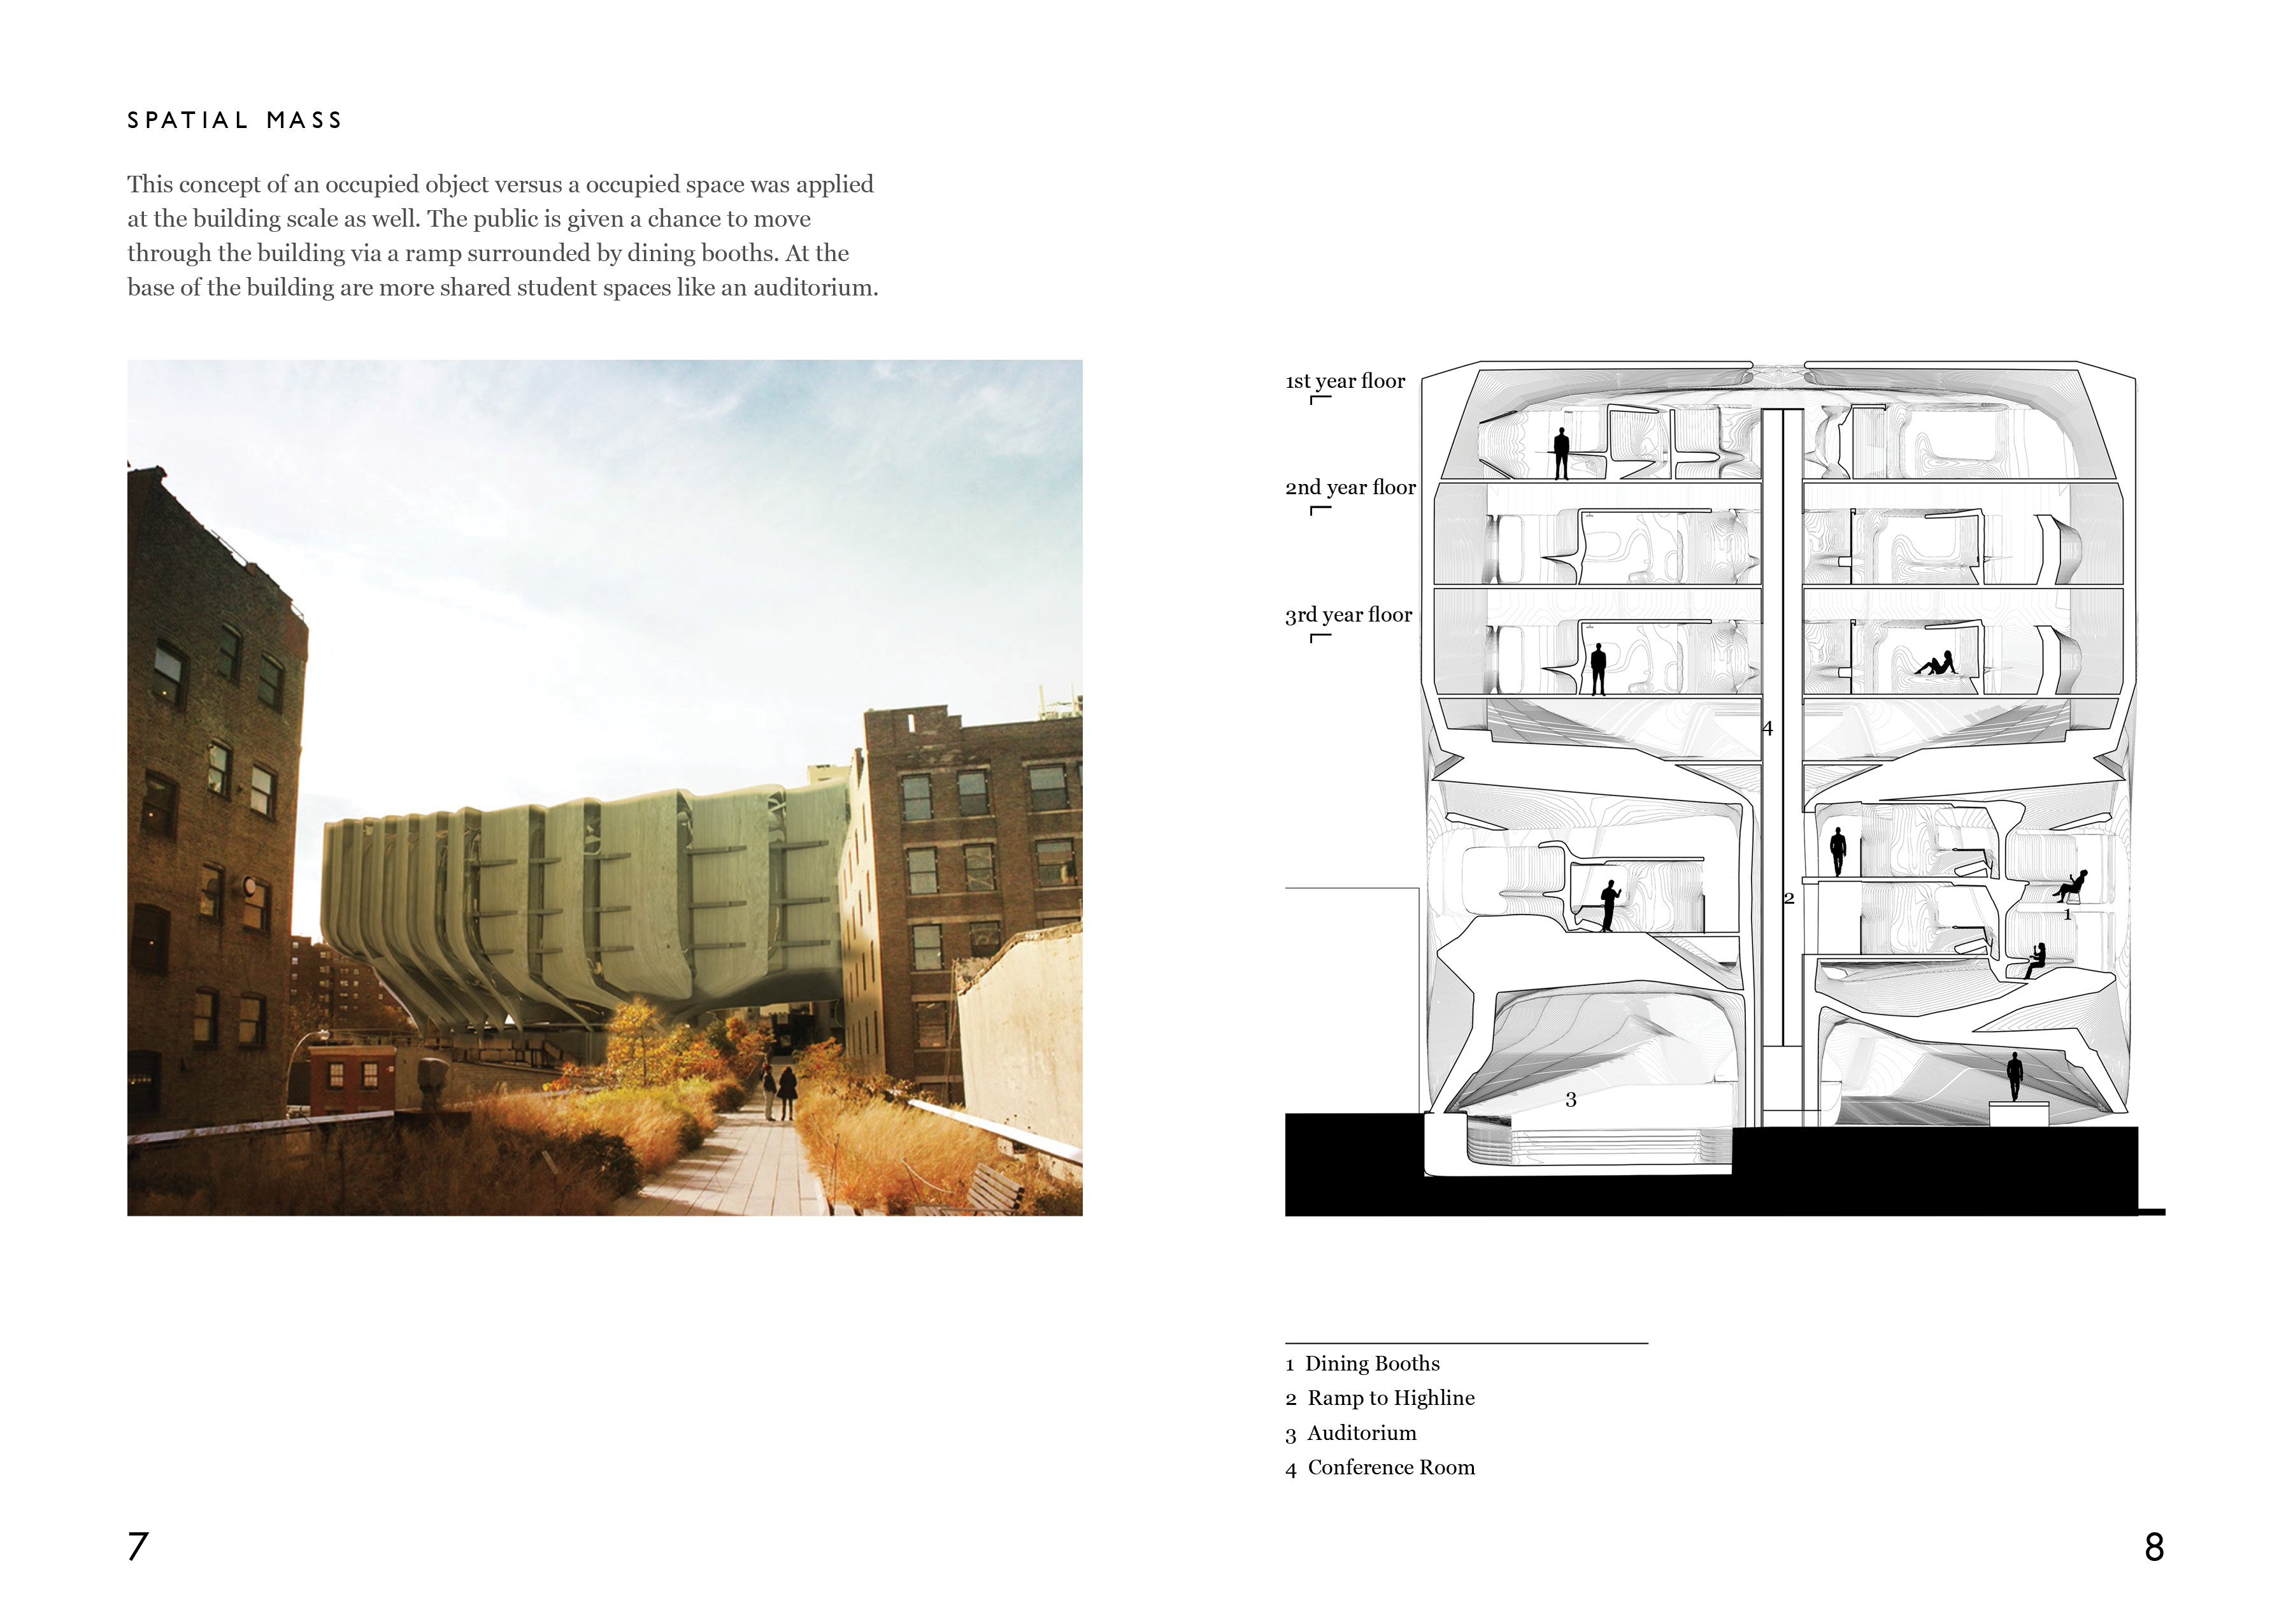 SPATIAL MASS
This concept of an occupied object versus a occupied space was applied
at the building scale as well. The public is given a chance to move
through the building via a ramp surrounded by dining booths. At the
base of the building are more shared student spaces like an auditorium.
1st year floor
2nd year floor
3rd year floor
4
2
1
3
1 Dining Booths
2 Ramp to Highline
3 Auditorium
4 Conference Room
7
8